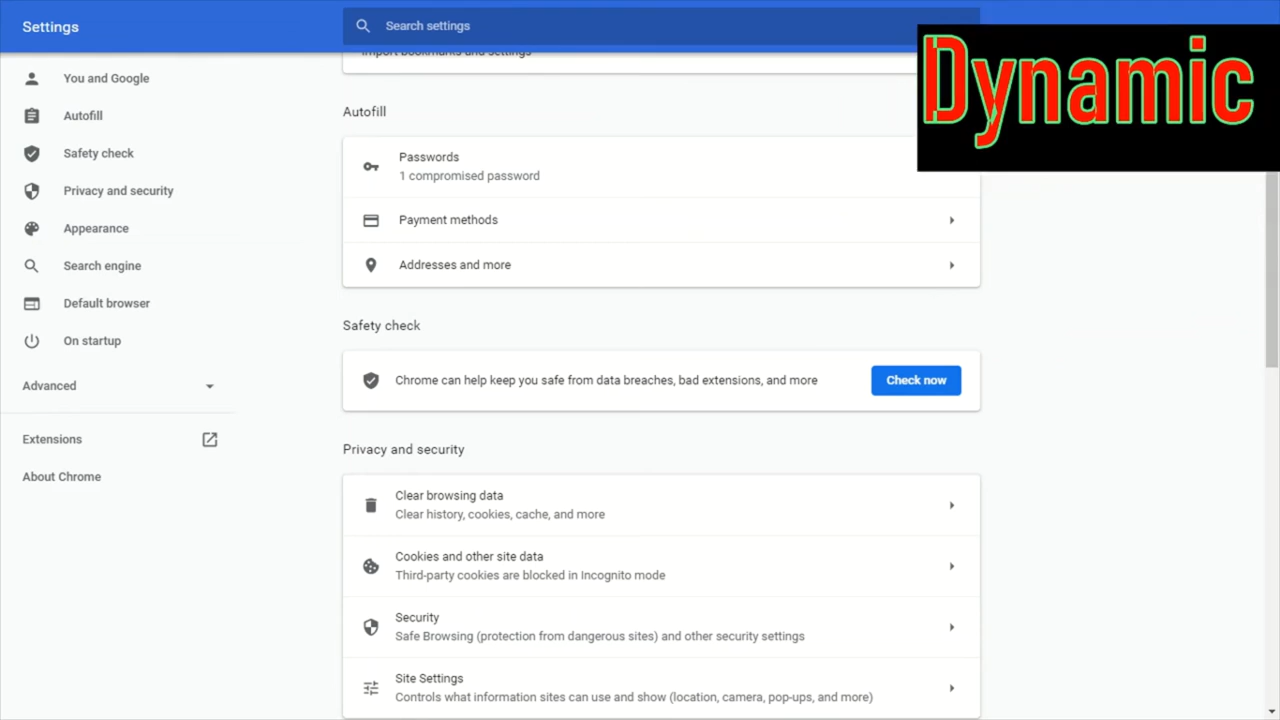 Settings
Search settings
Dynamic
You and Google
Autofill
Safety check
Privacy and security
Appearance
Search engine
Default browser
On startup
Advanced
Extensions
About Chrome
Import bookmarks and settings
Autofill
Passwords
1 compromised password
Payment methods
Addresses and more
Safety check
Chrome can help keep you safe from data breaches, bad extensions, and more
Check now
Privacy and security
Clear browsing data
Clear history, cookies, cache, and more
Cookies and other site data
Third-party cookies are blocked in Incognito mode
Security
Safe Browsing (protection from dangerous sites) and other security settings
Site Settings
Controls what information sites can use and show (location, camera, pop-ups, and more)